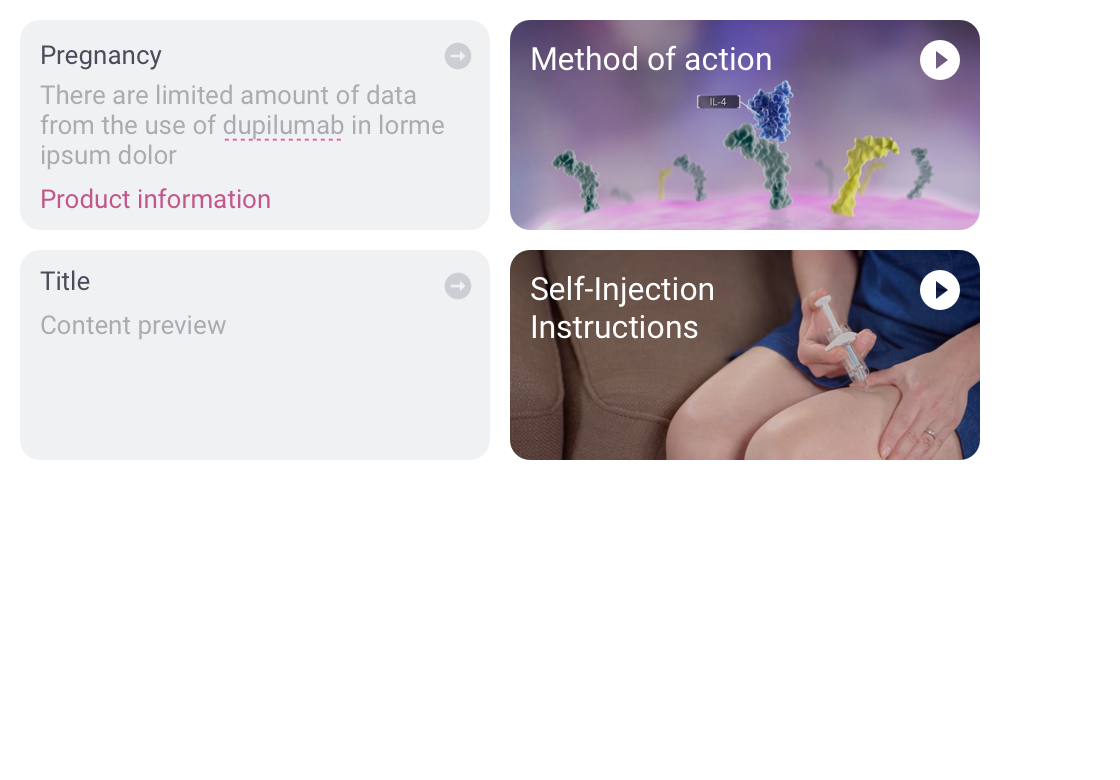 Pregnancy
There are limited amount of data
from the use of dupilumab in lorme
ipsum dolor
Product information
Method of action
IL-4
Title
Content preview
Self-Injection
Instructions